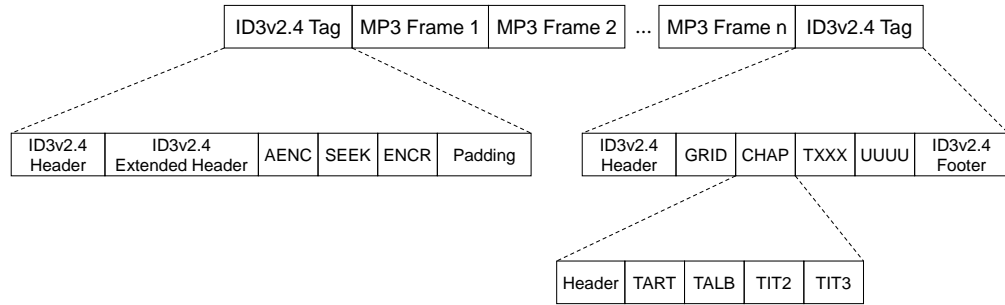 ID3v2.4 Tag MP3 Frame 1 MP3 Frame 2 ... MP3 Frame n ID3v2.4 Tag
ID3v2.4 Header
ID3v2.4 Extended Header
AENC SEEK ENCR Padding
ID3v2.4 Header
GRID CHAP TXXX UUUU
ID3v2.4 Footer
Header TART TALB TIT2 TIT3